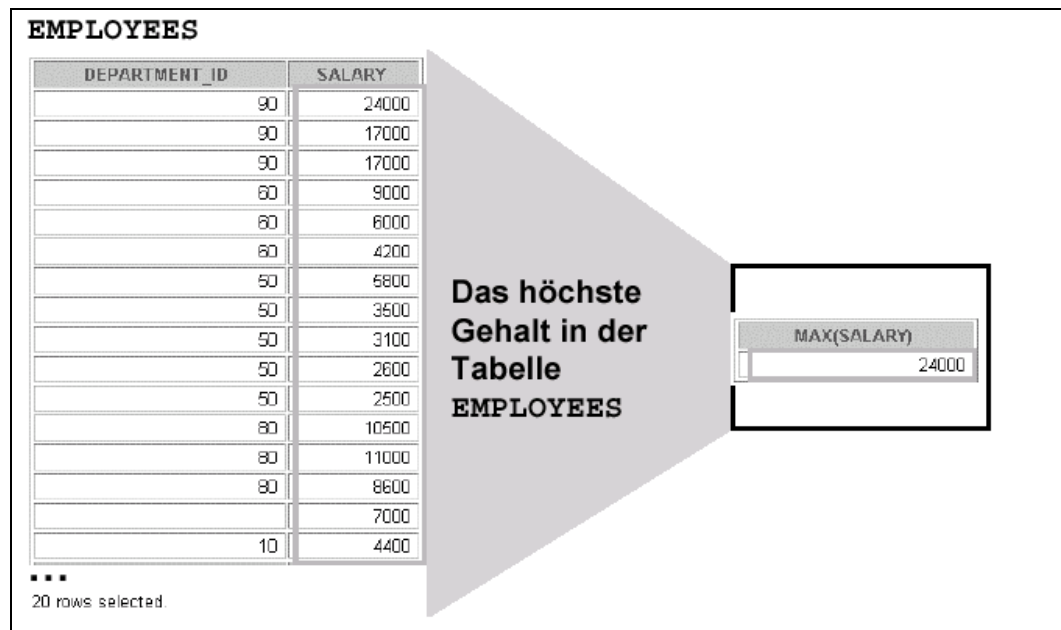 EMPLOYEES
DEPARTMENT_ID SALARY
90 24000
90 17000
90 17000
60 9000
60 6000
60 4200
50 5800
50 3500
50 3100
50 2600
50 2500
80 10500
80 11000
80 8600
7000
10 4400
...
20 rows selected.
Das höchste
Gehalt in der
Tabelle
EMPLOYEES
MAX(SALARY)
24000